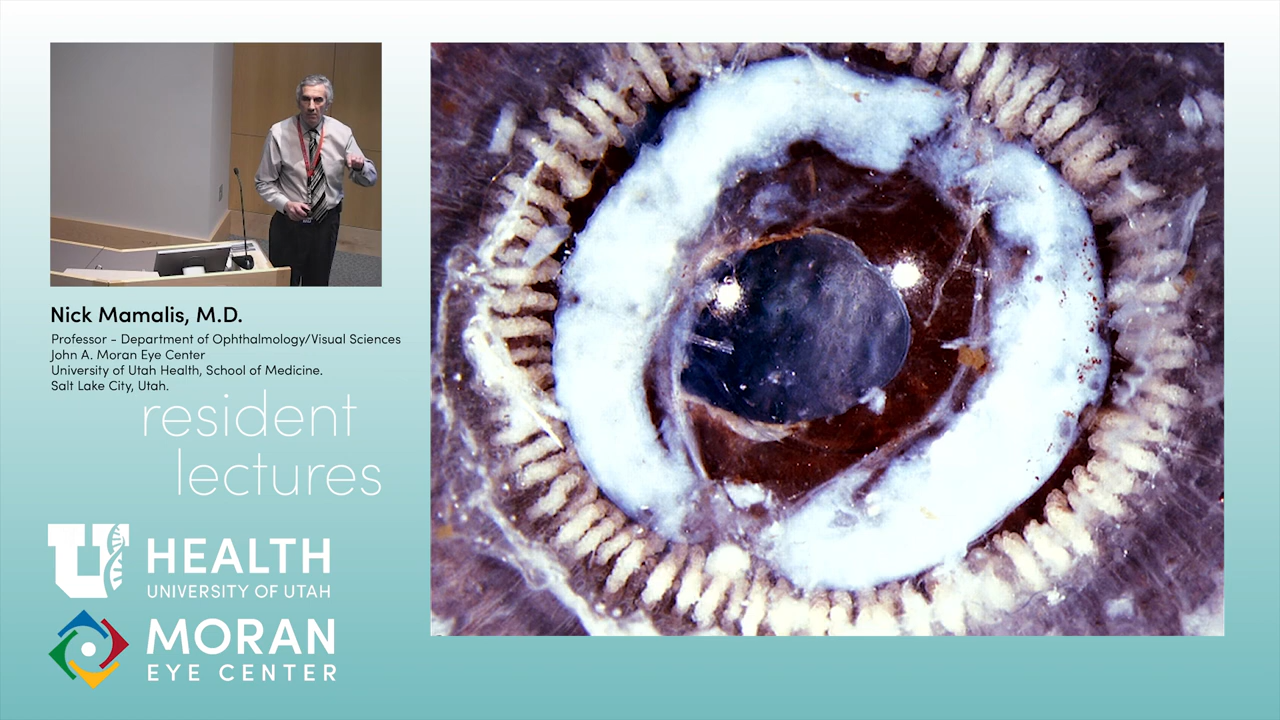 Nick Mamalis, M.D.
Professor - Department of Ophthalmology/Visual Sciences
John A. Moran Eye Center
University of Utah Health, School of Medicine.
Salt Lake City, Utah.
resident
lectures
U HEALTH
UNIVERSITY OF UTAH
MORAN
EYE CENTER